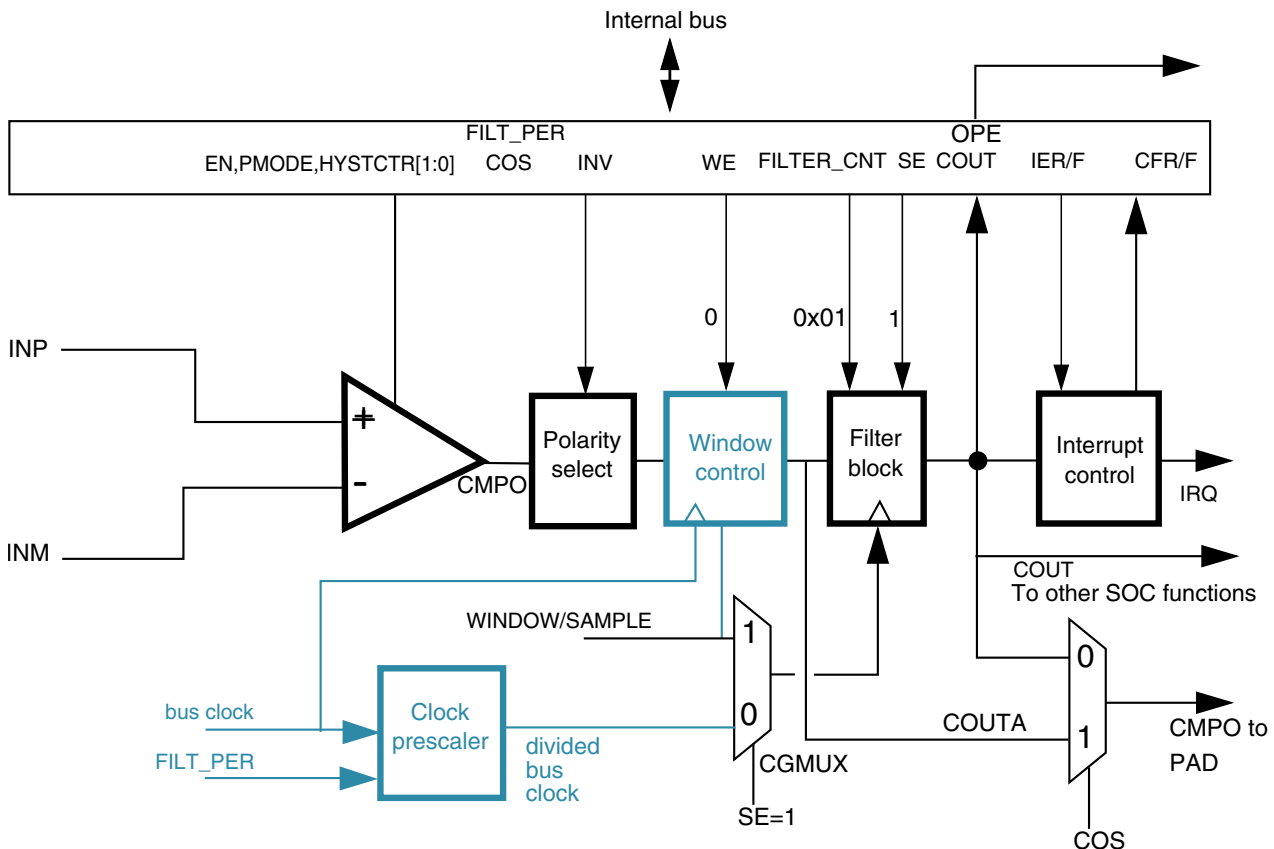 Internal bus
FILT_PER
OPE
EN,PMODE,HYSTCTR[1:0]
COS
INV
WE
FILTER_CNT
SE
COUT
IER/F
CFR/F
0
0x01
1
INP
+
-
INM
CMPO
Polarity
select
Window
control
Filter
block
Interrupt
control
IRQ
COUT
To other SOC functions
WINDOW/SAMPLE
1
0
CGMUX
SE=1
bus clock
FILT_PER
Clock
prescaler
divided
bus
clock
COUTA
0
1
CMPO to
PAD
COS